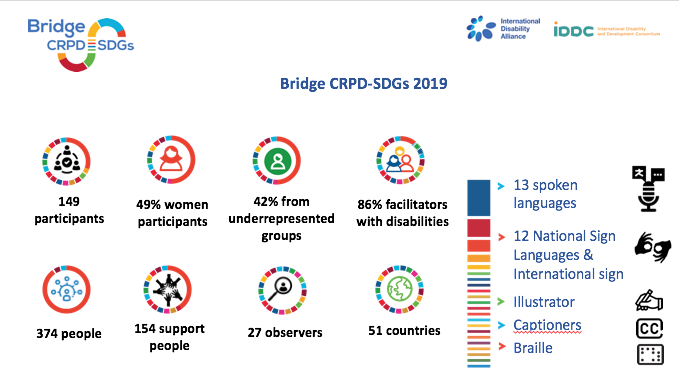 Bridge
CRPD SDGs
International
Disability
Alliance
IDDC
International Disability
and Development Consortium
Bridge CRPD-SDGs 2019
149
participants
49% women
participants
42% from
underrepresented
groups
86% facilitators
with disabilities
374 people
154 support
people
27 observers
51 countries
13 spoken
languages
12 National Sign
Languages &
International sign
Illustrator
Captioners
Braille
CC